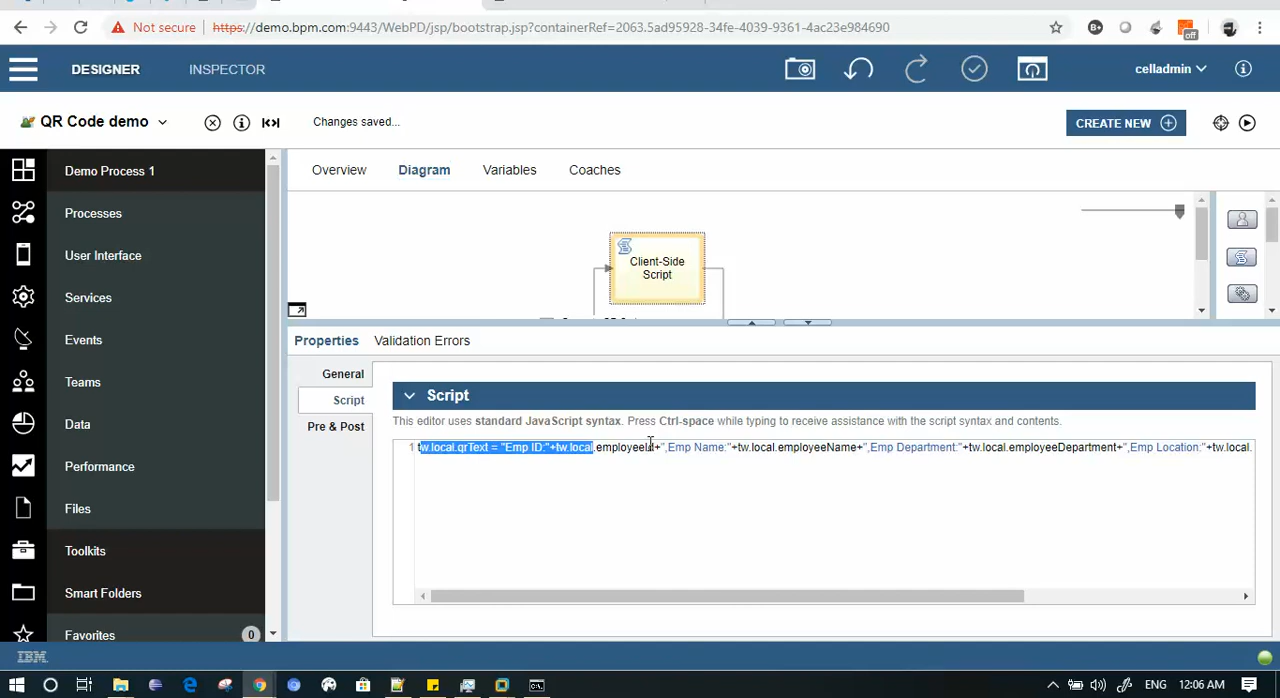 Not secure https://demo.bpm.com:9443/WebPD/jsp/bootstrap.jsp?containerRef=2063.5ad95928-34fe-4039-9361-4ac23e984690
off
DESIGNER INSPECTOR celladmin
QR Code demo Changes saved... CREATE NEW
Demo Process 1
Processes
User Interface
Services
Events
Teams
Data
Performance
Files
Toolkits
Smart Folders
Favorites 0
Overview Diagram Variables Coaches
Client-Side
Script
Properties Validation Errors
General
Script
Pre & Post
Script
This editor uses standard JavaScript syntax. Press Ctrl-space while typing to receive assistance with the script syntax and contents.
1 tw.local.qrText = "Emp ID:"+tw.local.employeeId+",Emp Name:"+tw.local.employeeName+",Emp Department:"+tw.local.employeeDepartment+",Emp Location:"+tw.local.
IBM
ENG 12:06 AM